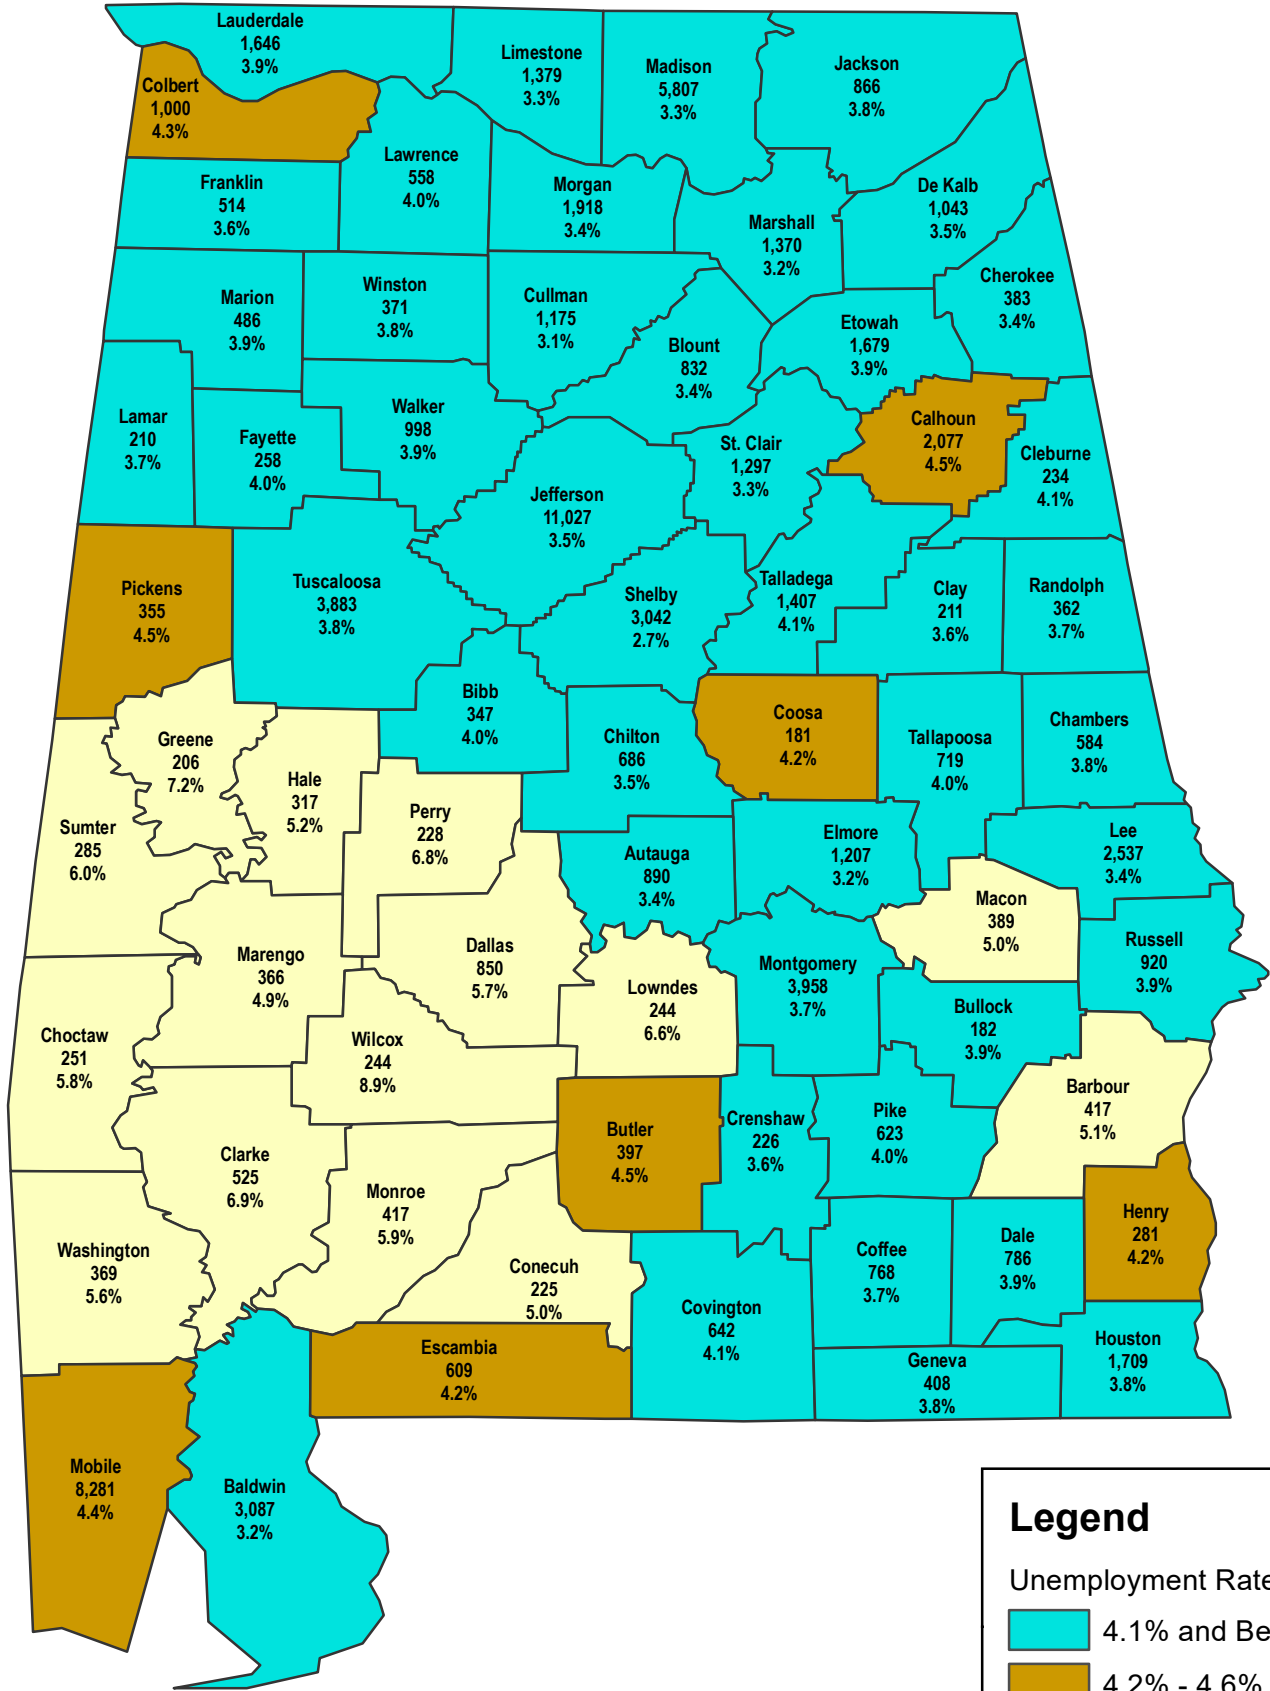 Lauderdale
1,646
3.9%
Limestone
1,379
3.3%
Madison
5,807
3.3%
Jackson
866
3.8%
Colbert
1,000
4.3%
Lawrence
558
4.0%
Franklin
514
3.6%
Morgan
1,918
3.4%
Marshall
1,370
3.2%
De Kalb
1,043
3.5%
Cherokee
383
3.4%
Marion
486
3.9%
Winston
371
3.8%
Cullman
1,175
3.1%
Blount
832
3.4%
Etowah
1,679
3.9%
Lamar
210
3.7%
Fayette
258
4.0%
Walker
998
3.9%
Jefferson
11,027
3.5%
St. Clair
1,297
3.3%
Calhoun
2,077
4.5%
Cleburne
234
4.1%
Pickens
355
4.5%
Tuscaloosa
3,883
3.8%
Shelby
3,042
2.7%
Talladega
1,407
4.1%
Clay
211
3.6%
Randolph
362
3.7%
Greene
206
7.2%
Hale
317
5.2%
Bibb
347
4.0%
Chilton
686
3.5%
Coosa
181
4.2%
Tallapoosa
719
4.0%
Chambers
584
3.8%
Sumter
285
6.0%
Perry
228
6.8%
Autauga
890
3.4%
Elmore
1,207
3.2%
Lee
2,537
3.4%
Macon
389
5.0%
Russell
920
3.9%
Marengo
366
4.9%
Dallas
850
5.7%
Lowndes
244
6.6%
Montgomery
3,958
3.7%
Bullock
182
3.9%
Choctaw
251
5.8%
Wilcox
244
8.9%
Barbour
417
5.1%
Clarke
525
6.9%
Monroe
417
5.9%
Butler
397
4.5%
Crenshaw
226
3.6%
Pike
623
4.0%
Henry
281
4.2%
Washington
369
5.6%
Conecuh
225
5.0%
Covington
642
4.1%
Coffee
768
3.7%
Dale
786
3.9%
Escambia
609
4.2%
Geneva
408
3.8%
Houston
1,709
3.8%
Mobile
8,281
4.4%
Baldwin
3,087
3.2%
Legend
Unemployment Rate
4.1% and Be
4.2% - 4.6%